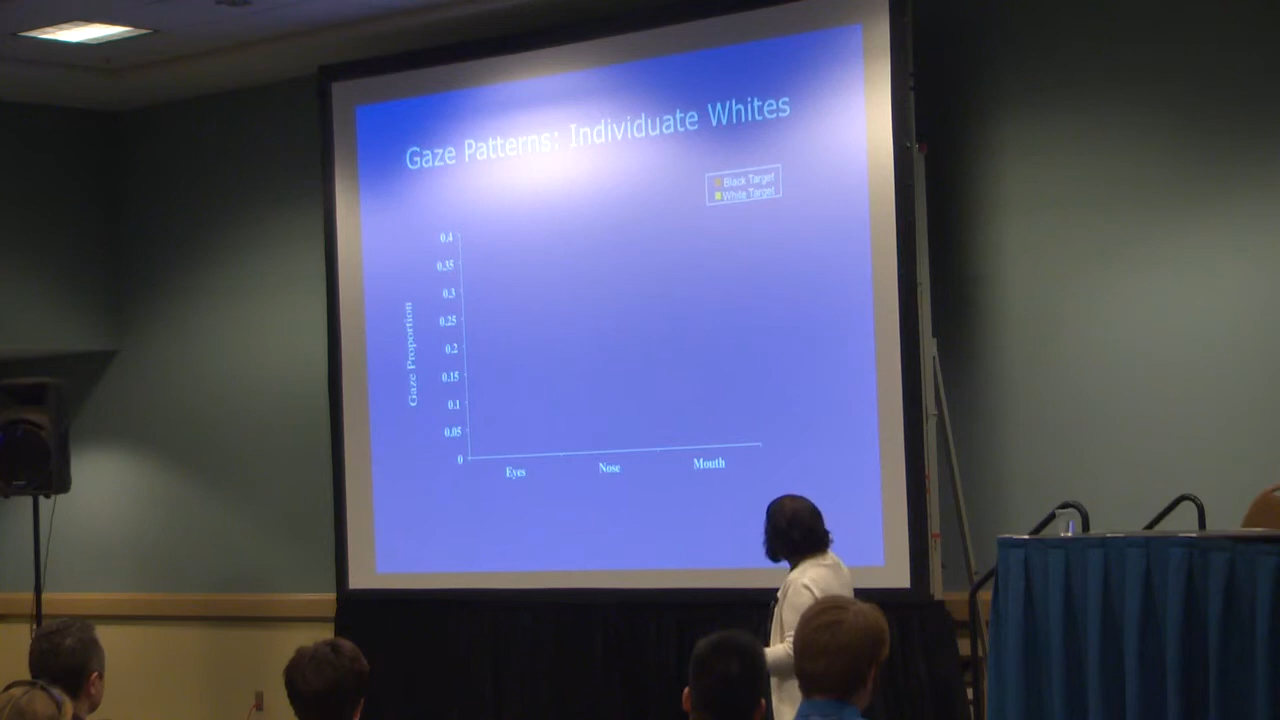 Gaze Patterns: Individuate Whites
Black Target
White Target
0.4
0.35
0.3
0.25
0.2
0.15
0.1
0.05
0
Gaze Proportion
Eyes Nose Mouth